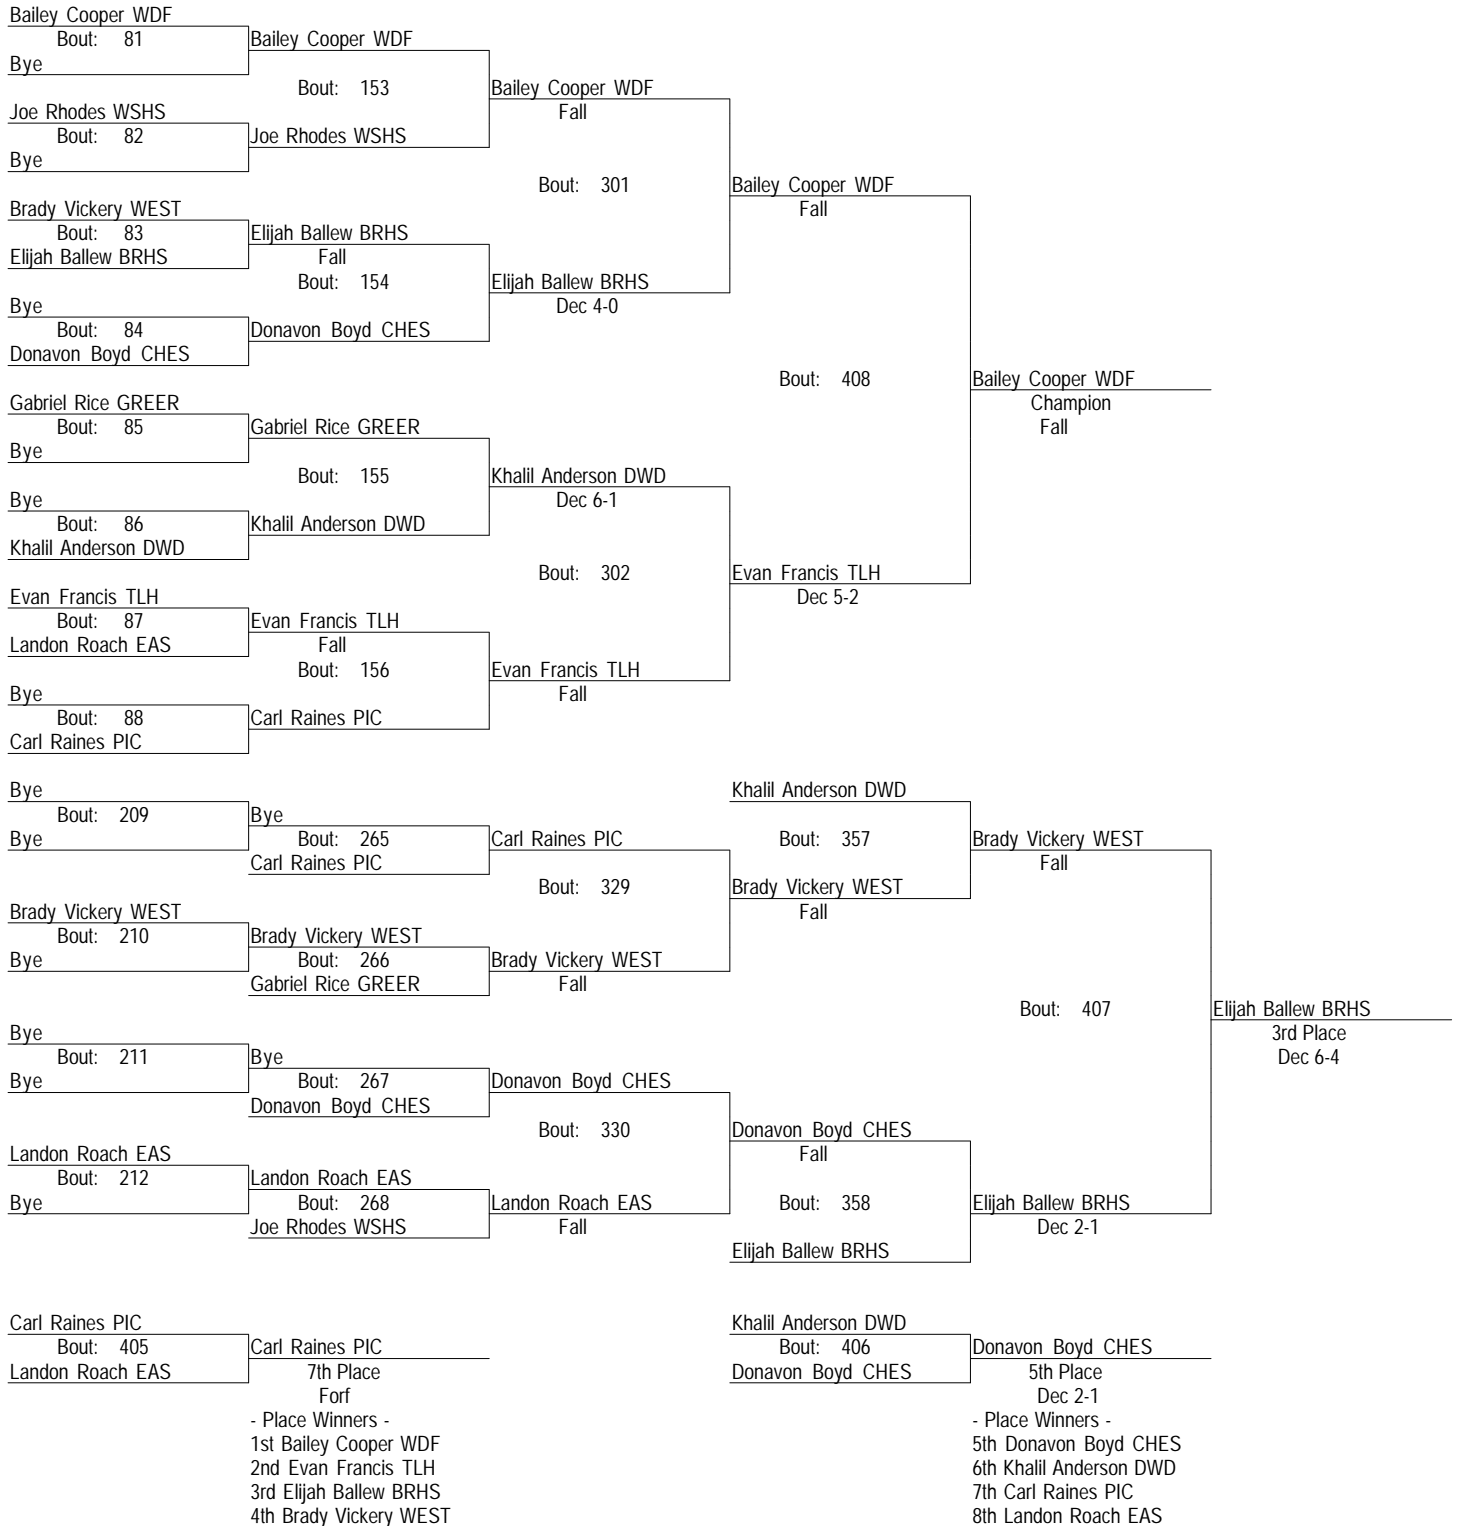 Bailey Cooper WDF
Bout: 81
Bailey Cooper WDF
Bye
Bout: 153
Bailey Cooper WDF
Joe Rhodes WSHS
Fall
Bout: 82
Joe Rhodes WSHS
Bye
Bout: 301
Bailey Cooper WDF
Brady Vickery WEST
Fall
Bout: 83
Elijah Ballew BRHS
Elijah Ballew BRHS
Fall
Bout: 154
Elijah Ballew BRHS
Bye
Dec 4-0
Bout: 84
Donavon Boyd CHES
Donavon Boyd CHES
Bout: 408
Bailey Cooper WDF
Gabriel Rice GREER
Champion
Bout: 85
Gabriel Rice GREER
Fall
Bye
Bout: 155
Khalil Anderson DWD
Bye
Dec 6-1
Bout: 86
Khalil Anderson DWD
Khalil Anderson DWD
Bout: 302
Evan Francis TLH
Evan Francis TLH
Dec 5-2
Bout: 87
Evan Francis TLH
Landon Roach EAS
Fall
Bout: 156
Evan Francis TLH
Bye
Fall
Bout: 88
Carl Raines PIC
Carl Raines PIC
Bye
Khalil Anderson DWD
Bout: 209
Bye
Bye
Bout: 265
Carl Raines PIC
Bout: 357
Brady Vickery WEST
Carl Raines PIC
Fall
Bout: 329
Brady Vickery WEST
Brady Vickery WEST
Fall
Bout: 210
Brady Vickery WEST
Bye
Bout: 266
Brady Vickery WEST
Gabriel Rice GREER
Fall
Bout: 407
Elijah Ballew BRHS
Bye
3rd Place
Bout: 211
Bye
Dec 6-4
Bye
Bout: 267
Donavon Boyd CHES
Donavon Boyd CHES
Bout: 330
Donavon Boyd CHES
Landon Roach EAS
Fall
Bout: 212
Landon Roach EAS
Bye
Bout: 268
Landon Roach EAS
Bout: 358
Elijah Ballew BRHS
Joe Rhodes WSHS
Fall
Dec 2-1
Elijah Ballew BRHS
Carl Raines PIC
Bout: 405
Carl Raines PIC
Landon Roach EAS
7th Place
Forf
- Place Winners -
1st Bailey Cooper WDF
2nd Evan Francis TLH
3rd Elijah Ballew BRHS
4th Brady Vickery WEST
Khalil Anderson DWD
Bout: 406
Donavon Boyd CHES
Donavon Boyd CHES
5th Place
Dec 2-1
- Place Winners -
5th Donavon Boyd CHES
6th Khalil Anderson DWD
7th Carl Raines PIC
8th Landon Roach EAS